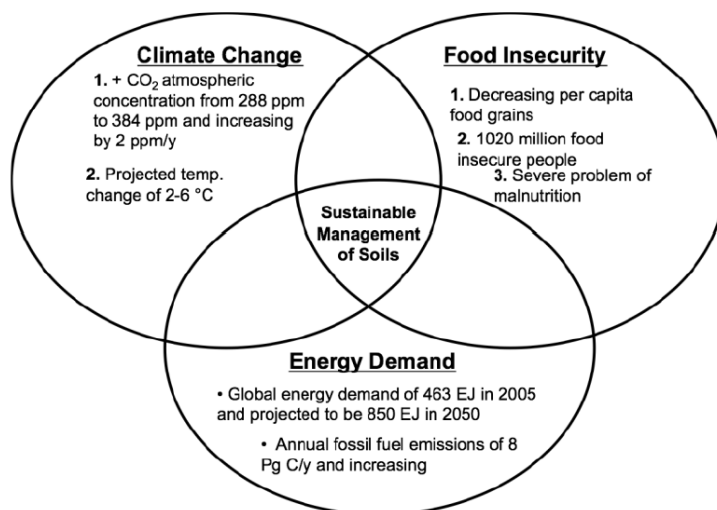 Climate Change
1. + CO₂ atmospheric
concentration from 288 ppm
to 384 ppm and increasing
by 2 ppm/y
2. Projected temp.
change of 2-6 °C
Food Insecurity
1. Decreasing per capita
food grains
2. 1020 million food
insecure people
3. Severe problem of
malnutrition
Sustainable
Management
of Soils
Energy Demand
• Global energy demand of 463 EJ in 2005
and projected to be 850 EJ in 2050
• Annual fossil fuel emissions of 8
Pg C/y and increasing